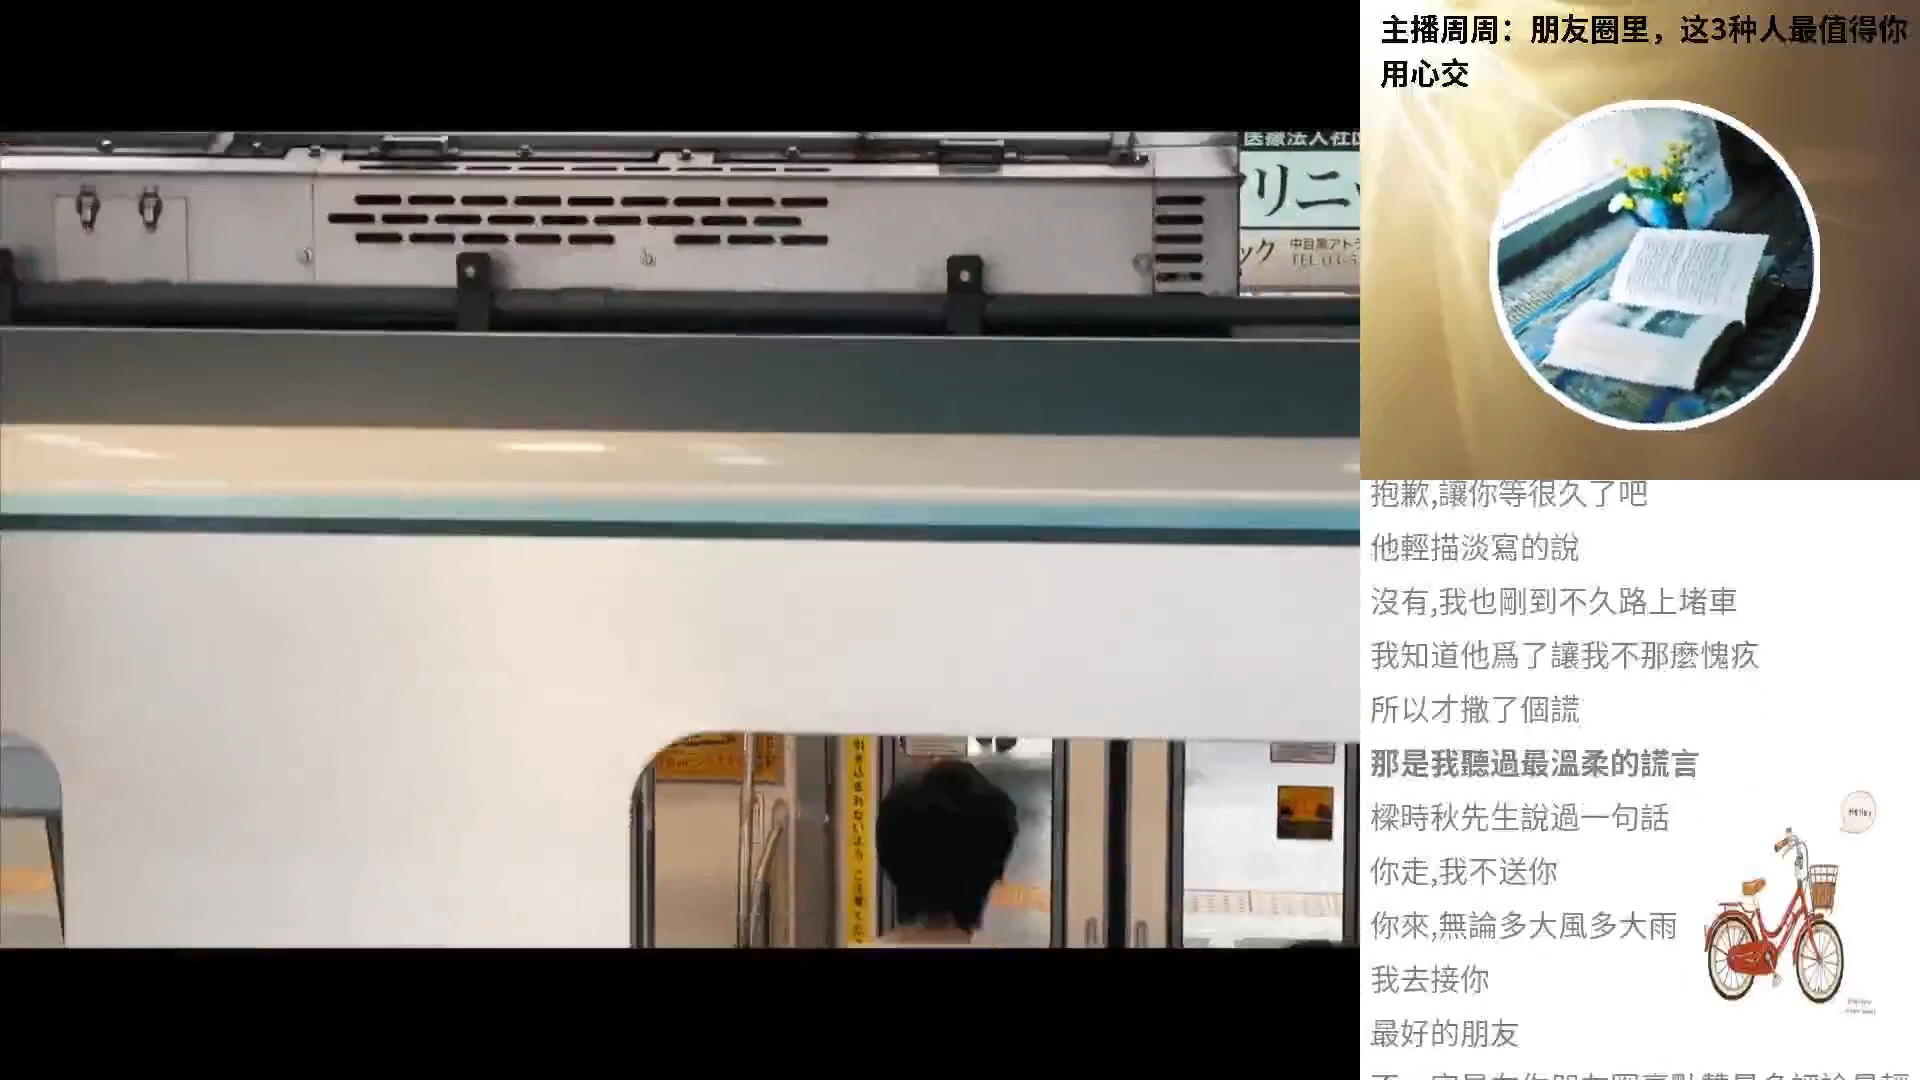 主播周周：朋友圈里，这3种人最值得你
用心交
医療法人社団
クリニッ
ック
中目黒アトラ
抱歉,讓你等很久了吧
他輕描淡寫的說
沒有,我也剛到不久路上堵車
我知道他爲了讓我不那麼愧疚
所以才撒了個謊
那是我聽過最溫柔的謊言
樑時秋先生說過一句話
你走,我不送你
你來,無論多大風多大雨
我去接你
最好的朋友